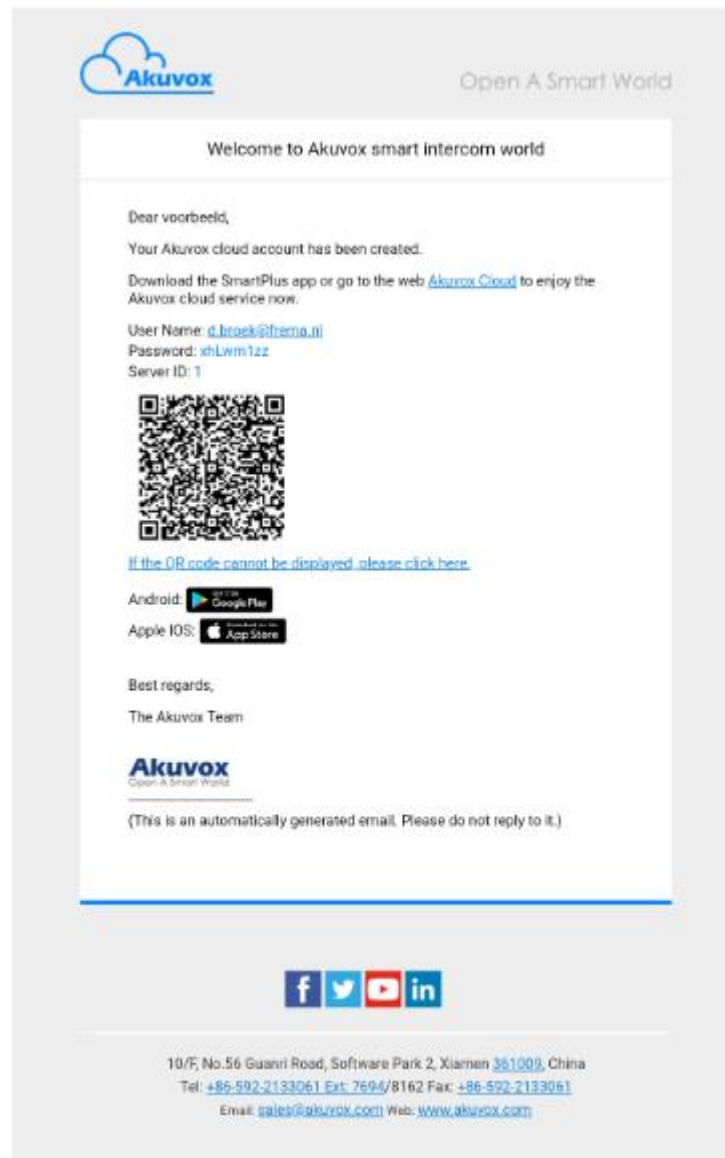 Akuvox
Open A Smart World
Welcome to Akuvox smart intercom world
Dear voorbeeld,
Your Akuvox cloud account has been created.
Download the SmartPlus app or go to the web Akuvox Cloud to enjoy the
Akuvox cloud service now.
User Name: d.broek@frema.nl
Password: xhLwm1zz
Server ID: 1
If the QR code cannot be displayed, please click here.
Android: GET IT ON Google Play
Apple IOS: Download on the App Store
Best regards,
The Akuvox Team
Akuvox
Open A Smart World
(This is an automatically generated email. Please do not reply to it.)
10/F, No.56 Guanri Road, Software Park 2, Xiamen 361009, China
Tel: +86-592-2133061 Ext: 7694/8162 Fax: +86-592-2133061
Email: sales@akuvox.com Web: www.akuvox.com